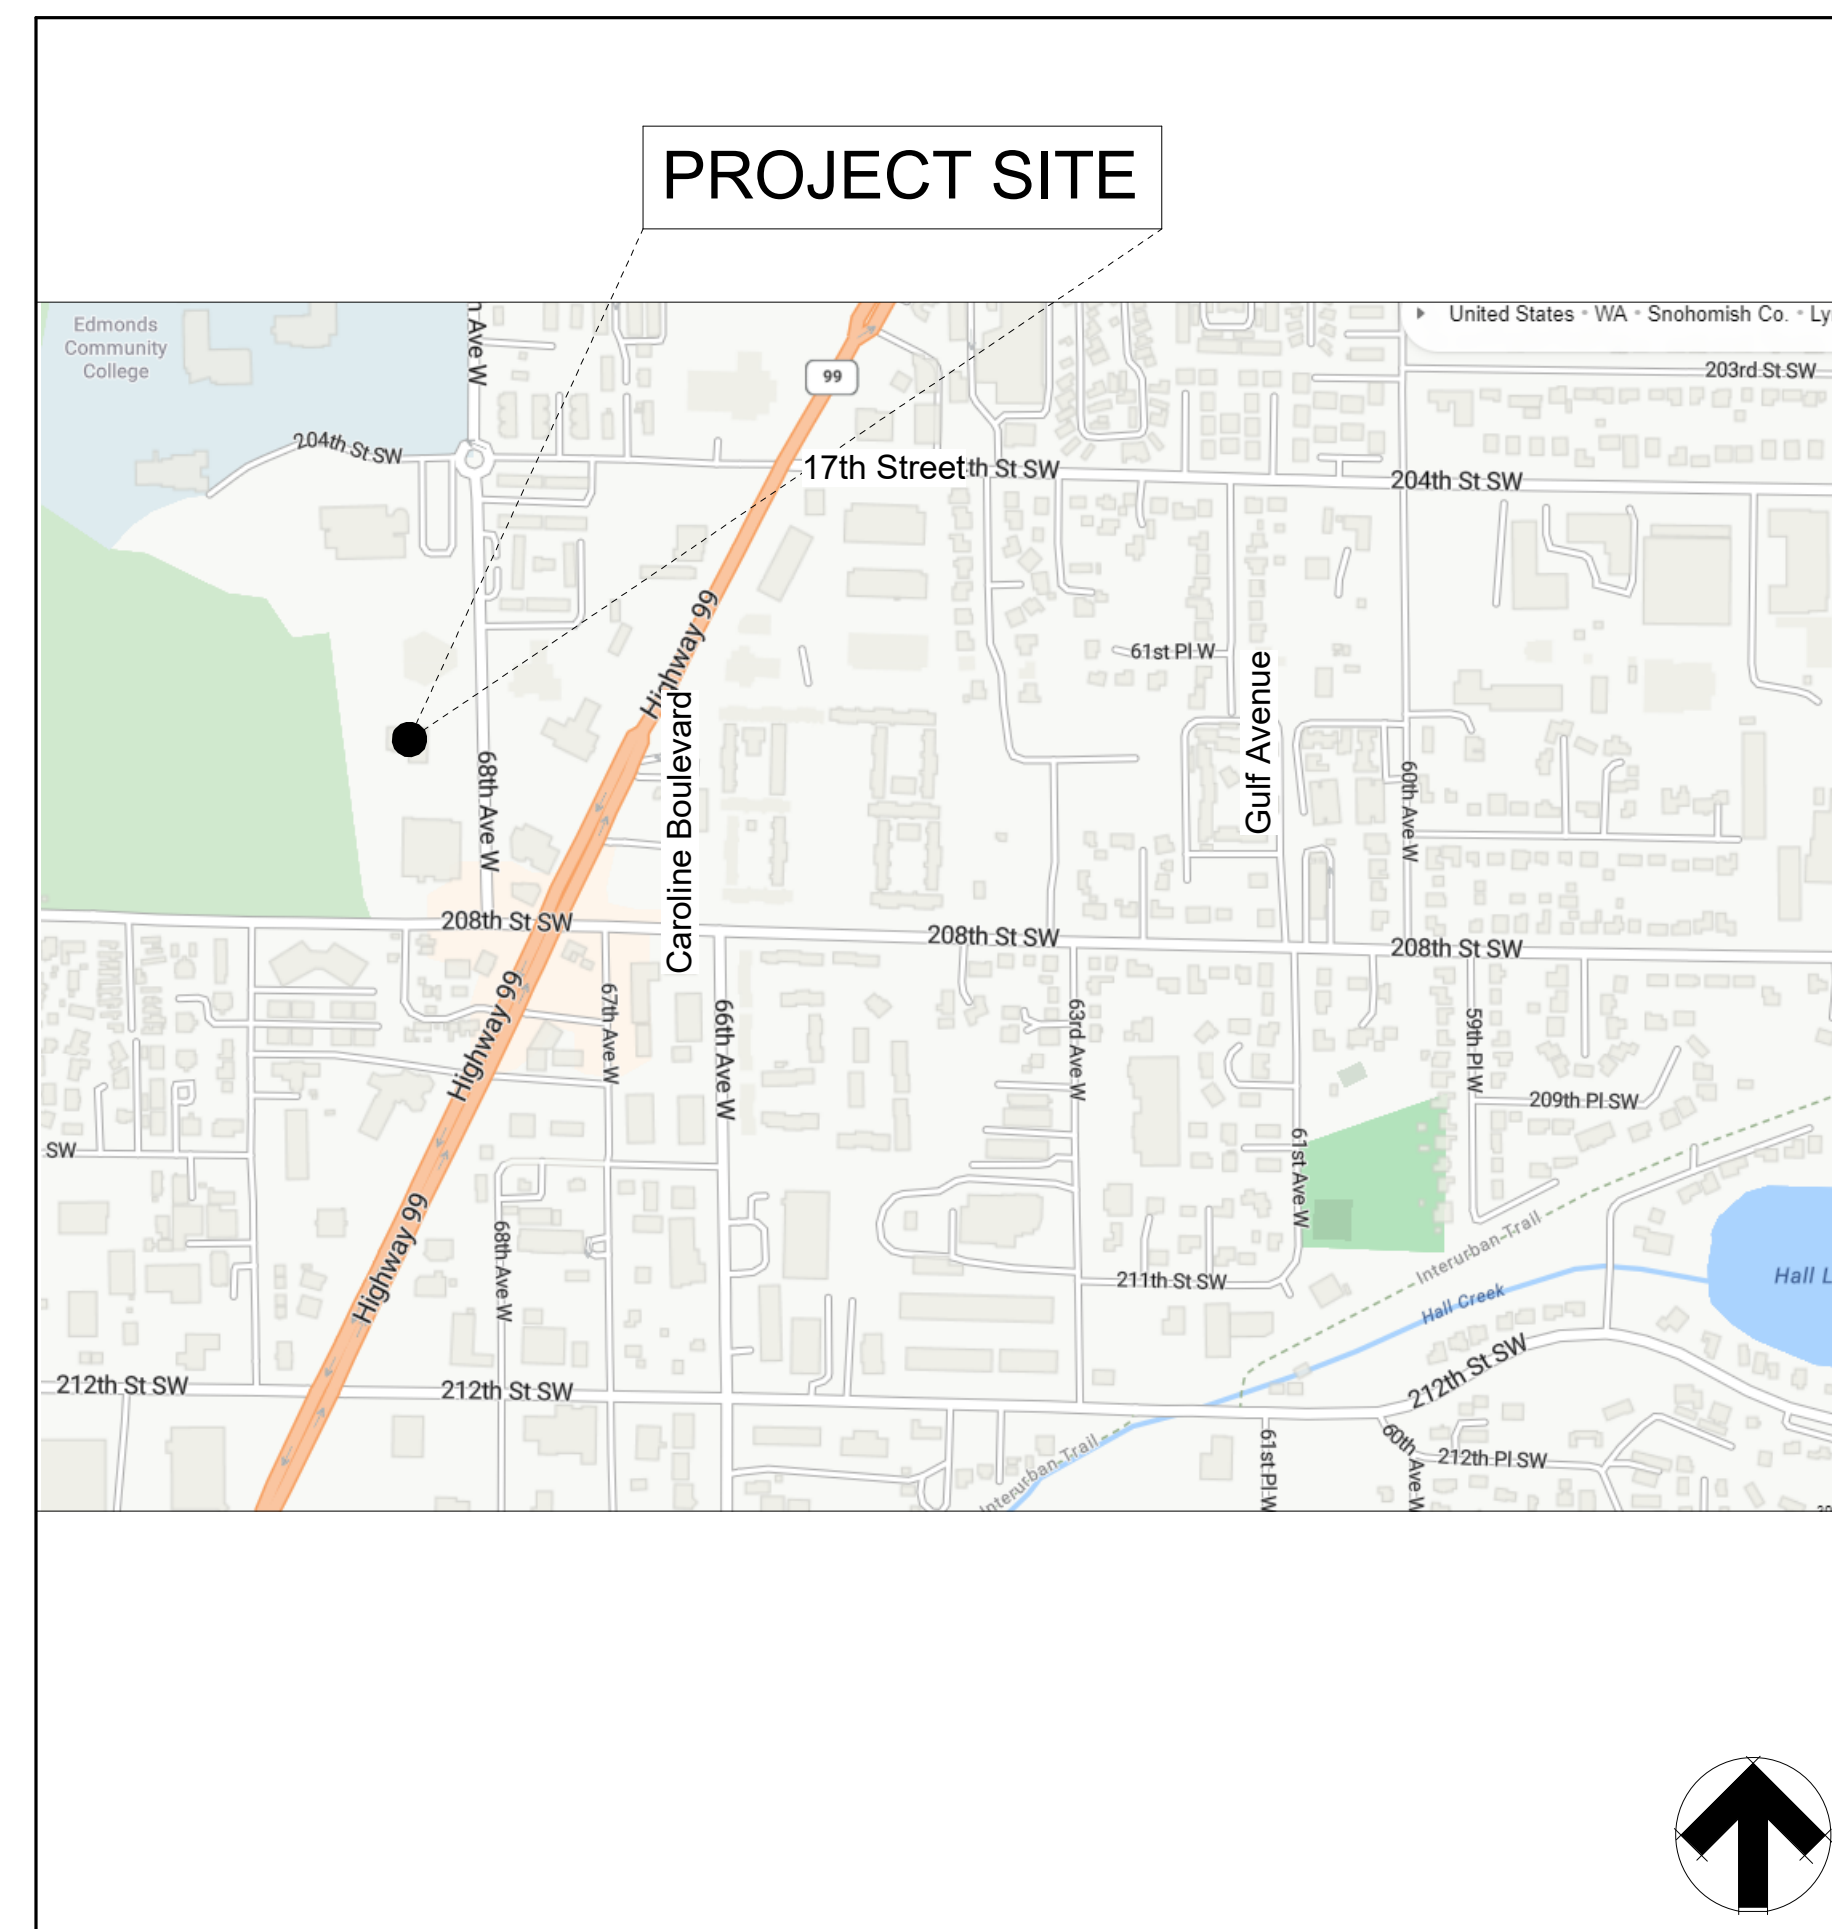 PROJECT SITE
United States • WA • Snohomish Co. • Ly
Edmonds
Community
College
Ave W
99
203rd St SW
204th St SW
17th Street
th St SW
204th St SW
Highway 99
61st Pl W
Gulf Avenue
Caroline Boulevard
68th Ave W
60th Ave W
208th St SW
208th St SW
208th St SW
Highway 99
67th Ave W
66th Ave W
63rd Ave W
59th Pl W
209th Pl SW
SW
61st Ave W
Highway 99
68th Ave W
211th St SW
Interurban Trail
Hall Creek
Hall L
212th St SW
212th St SW
212th St SW
Interurban Trail
61st Pl W
60th Ave W
212th Pl SW